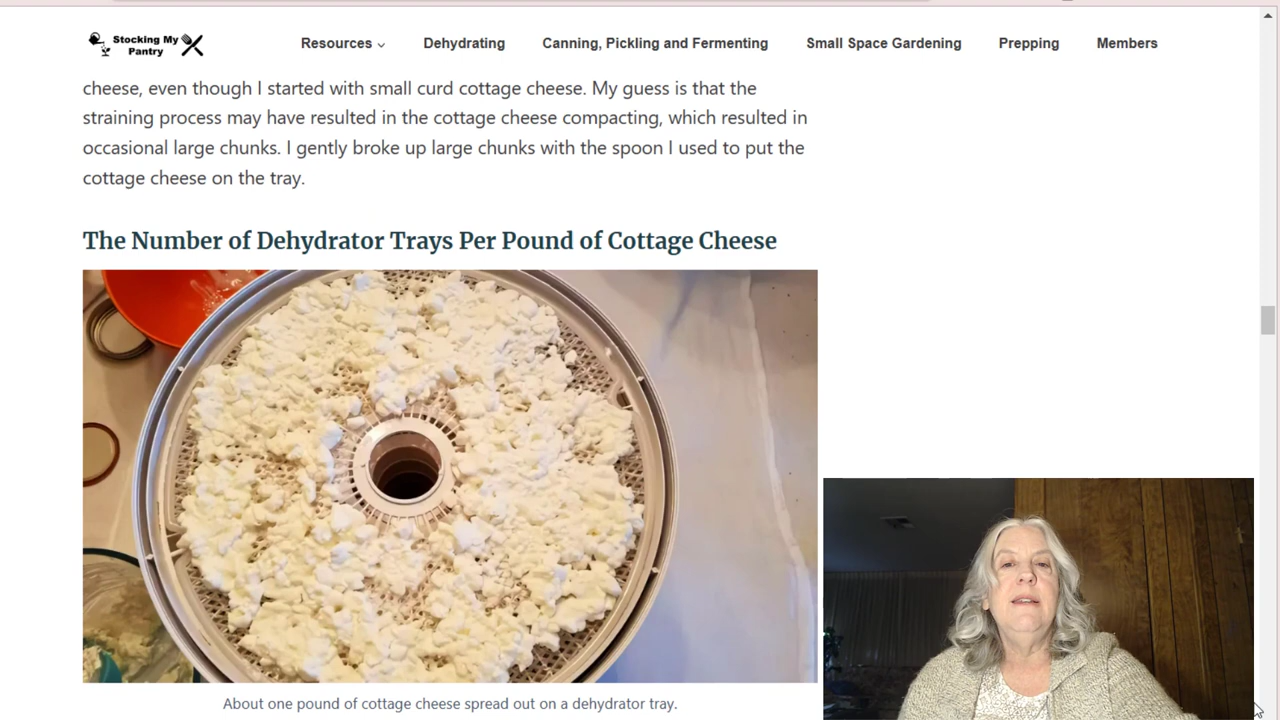 Stocking My
Pantry
Resources
Dehydrating
Canning, Pickling and Fermenting
Small Space Gardening
Prepping
Members
cheese, even though I started with small curd cottage cheese. My guess is that the
straining process may have resulted in the cottage cheese compacting, which resulted in
occasional large chunks. I gently broke up large chunks with the spoon I used to put the
cottage cheese on the tray.
The Number of Dehydrator Trays Per Pound of Cottage Cheese
About one pound of cottage cheese spread out on a dehydrator tray.